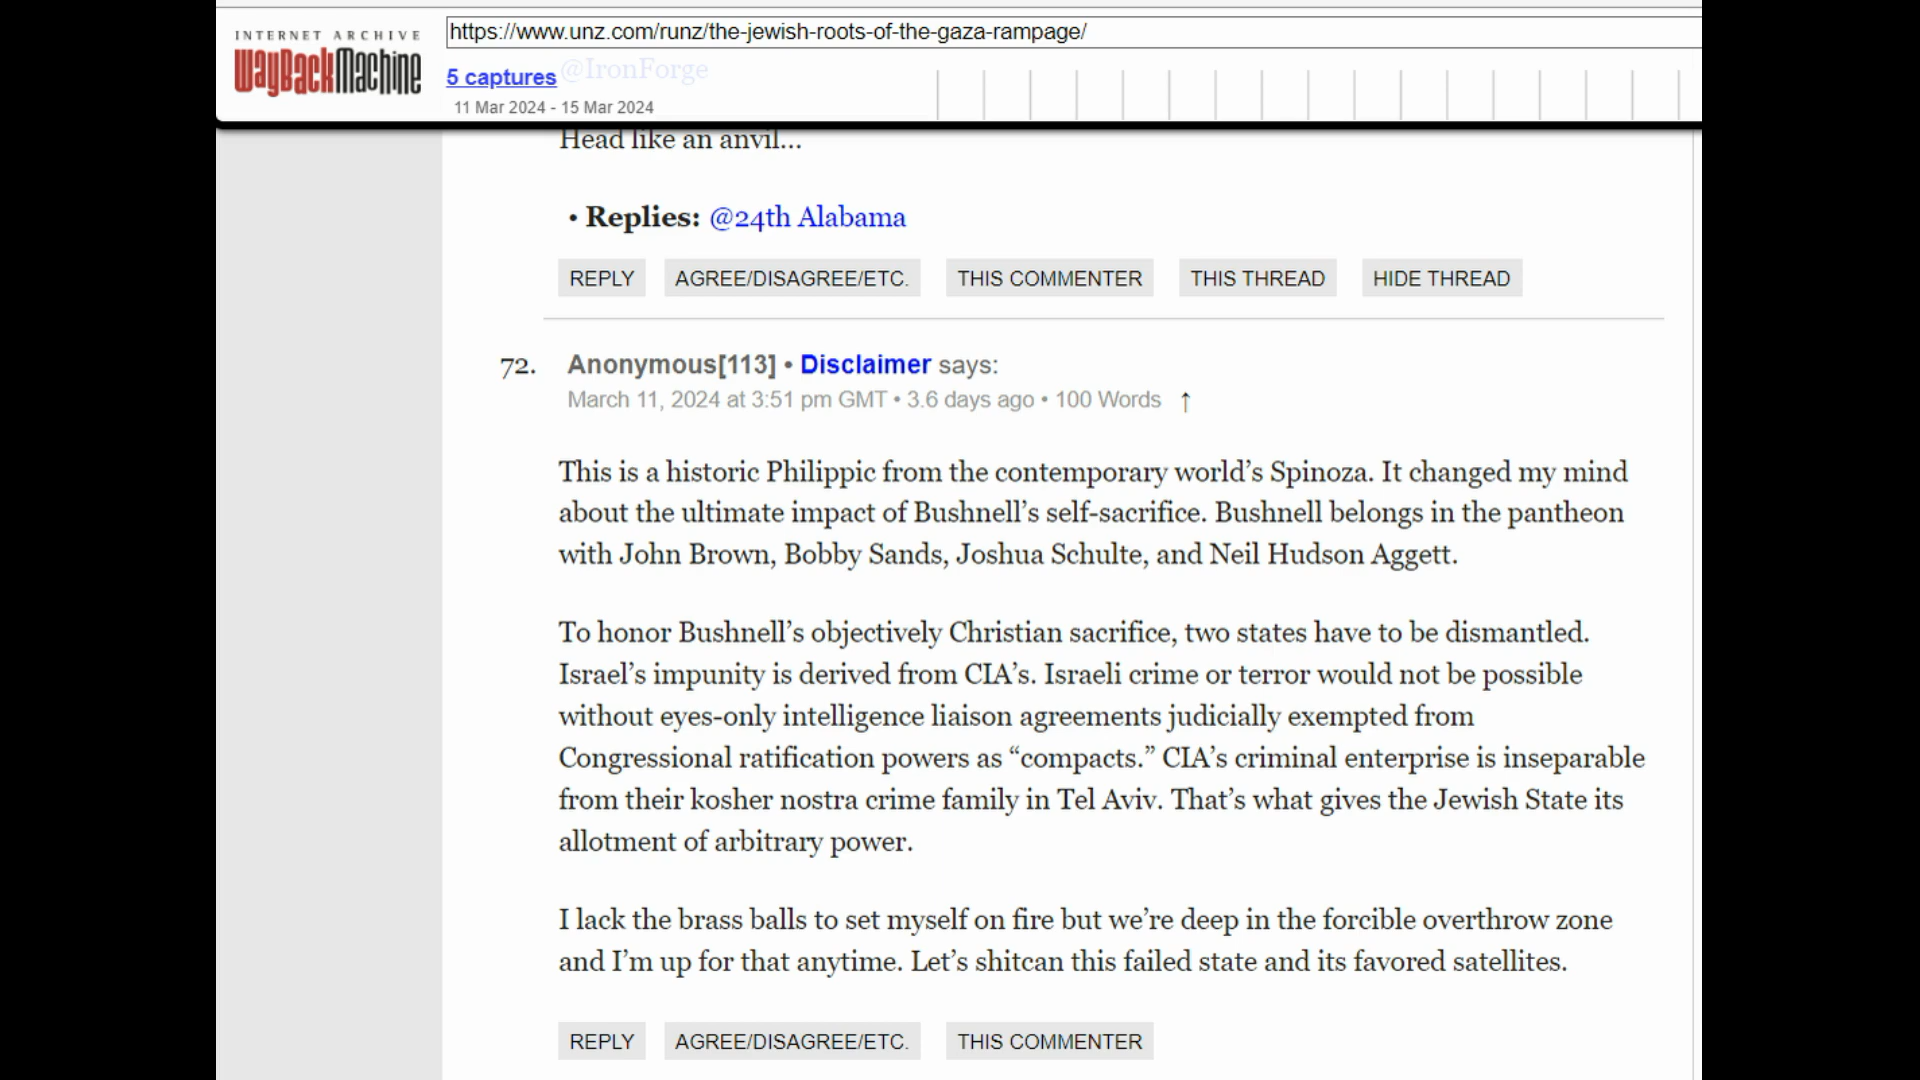 INTERNET ARCHIVE
WayBackMachine
https://www.unz.com/runz/the-jewish-roots-of-the-gaza-rampage/
5 captures
@IronForge
11 Mar 2024 - 15 Mar 2024
Head like an anvil…
• Replies: @24th Alabama
REPLY AGREE/DISAGREE/ETC. THIS COMMENTER THIS THREAD HIDE THREAD
72. Anonymous[113] • Disclaimer says:
March 11, 2024 at 3:51 pm GMT • 3.6 days ago • 100 Words ↑
This is a historic Philippic from the contemporary world’s Spinoza. It changed my mind
about the ultimate impact of Bushnell’s self-sacrifice. Bushnell belongs in the pantheon
with John Brown, Bobby Sands, Joshua Schulte, and Neil Hudson Aggett.
To honor Bushnell’s objectively Christian sacrifice, two states have to be dismantled.
Israel’s impunity is derived from CIA’s. Israeli crime or terror would not be possible
without eyes-only intelligence liaison agreements judicially exempted from
Congressional ratification powers as “compacts.” CIA’s criminal enterprise is inseparable
from their kosher nostra crime family in Tel Aviv. That’s what gives the Jewish State its
allotment of arbitrary power.
I lack the brass balls to set myself on fire but we’re deep in the forcible overthrow zone
and I’m up for that anytime. Let’s shitcan this failed state and its favored satellites.
REPLY AGREE/DISAGREE/ETC. THIS COMMENTER